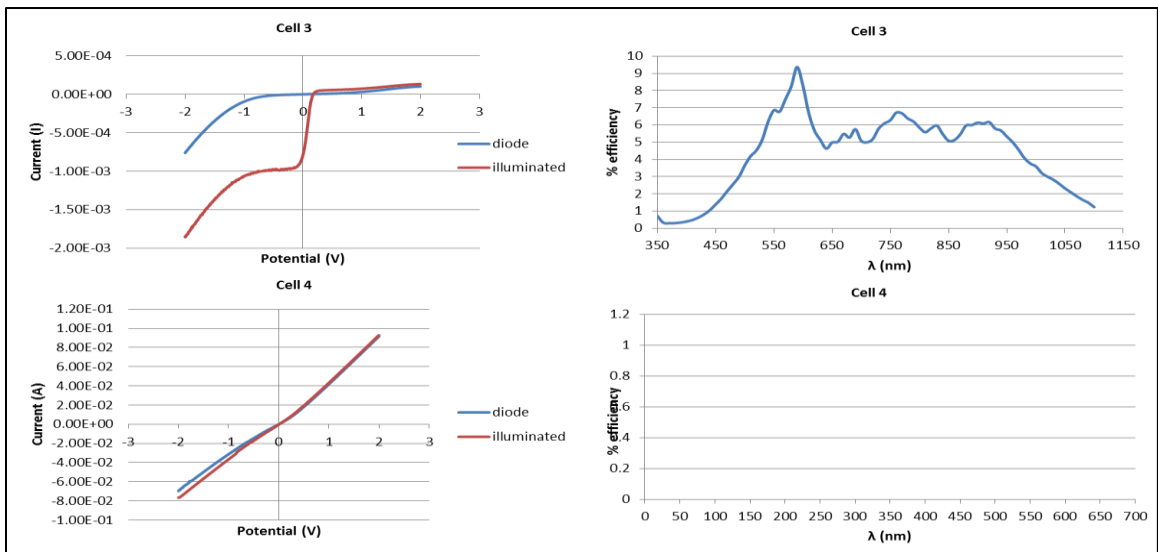 Cell 3
5.00E-04
0.00E+00
-5.00E-04
-1.00E-03
-1.50E-03
-2.00E-03
-3 -2 -1 0 1 2 3
Current (I)
Potential (V)
diode
illuminated
Cell 3
10
9
8
7
6
5
4
3
2
1
0
350 450 550 650 750 850 950 1050 1150
% efficiency
λ (nm)
Cell 4
1.20E-01
1.00E-01
8.00E-02
6.00E-02
4.00E-02
2.00E-02
0.00E+00
-2.00E-02
-4.00E-02
-6.00E-02
-8.00E-02
-1.00E-01
-3 -2 -1 0 1 2 3
Current (A)
Potential (V)
diode
illuminated
Cell 4
1.2
1
0.8
0.6
0.4
0.2
0
0 50 100 150 200 250 300 350 400 450 500 550 600 650 700
% efficiency
λ (nm)